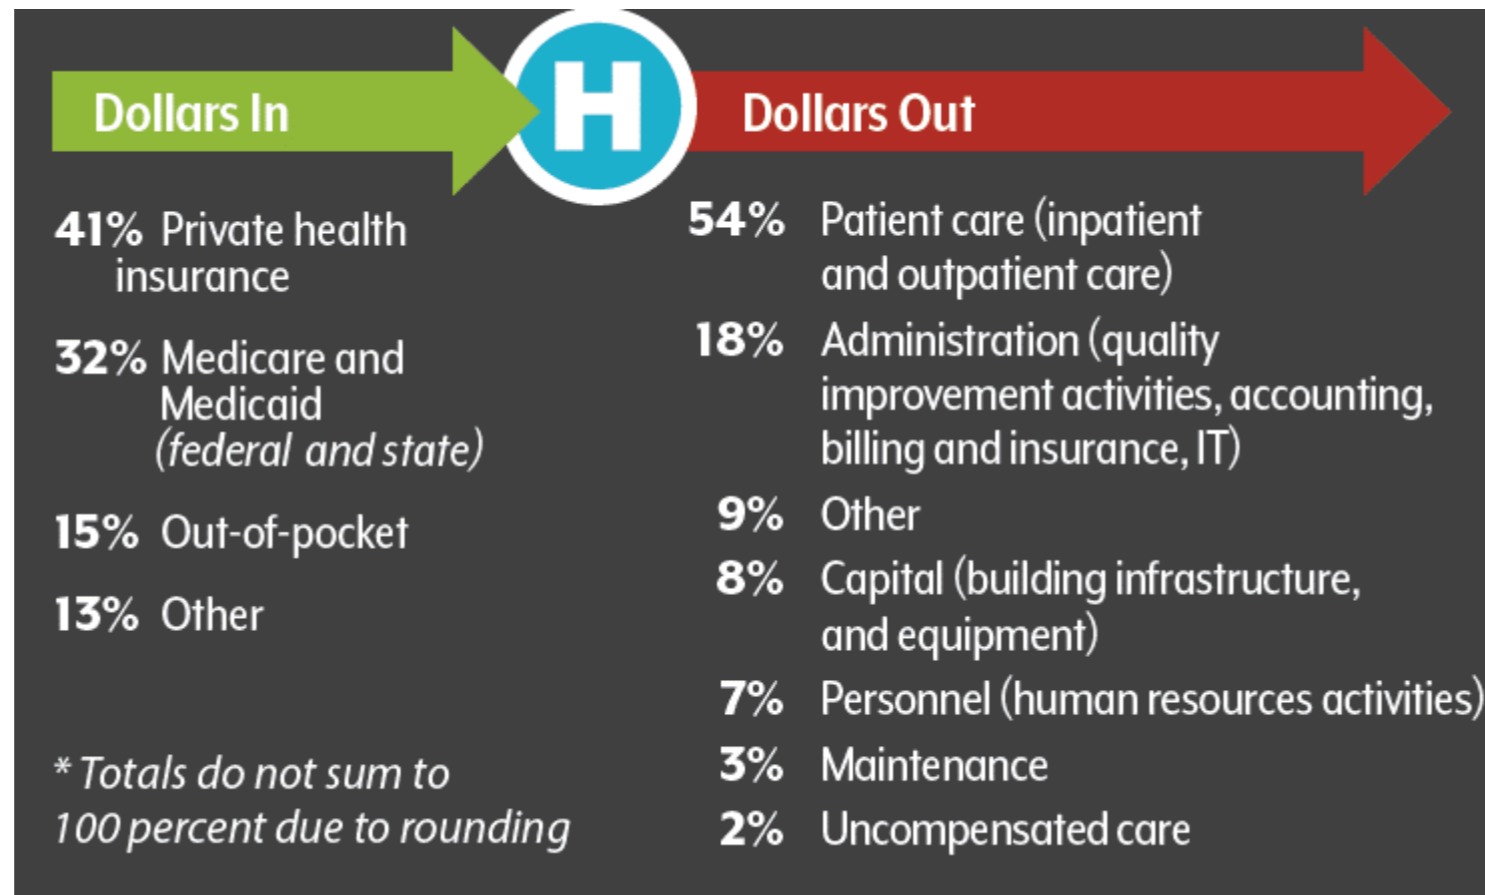 Dollars In
H
Dollars Out
41% Private health
insurance
32% Medicare and
Medicaid
(federal and state)
15% Out-of-pocket
13% Other
* Totals do not sum to
100 percent due to rounding
54% Patient care (inpatient
and outpatient care)
18% Administration (quality
improvement activities, accounting,
billing and insurance, IT)
9% Other
8% Capital (building infrastructure,
and equipment)
7% Personnel (human resources activities)
3% Maintenance
2% Uncompensated care